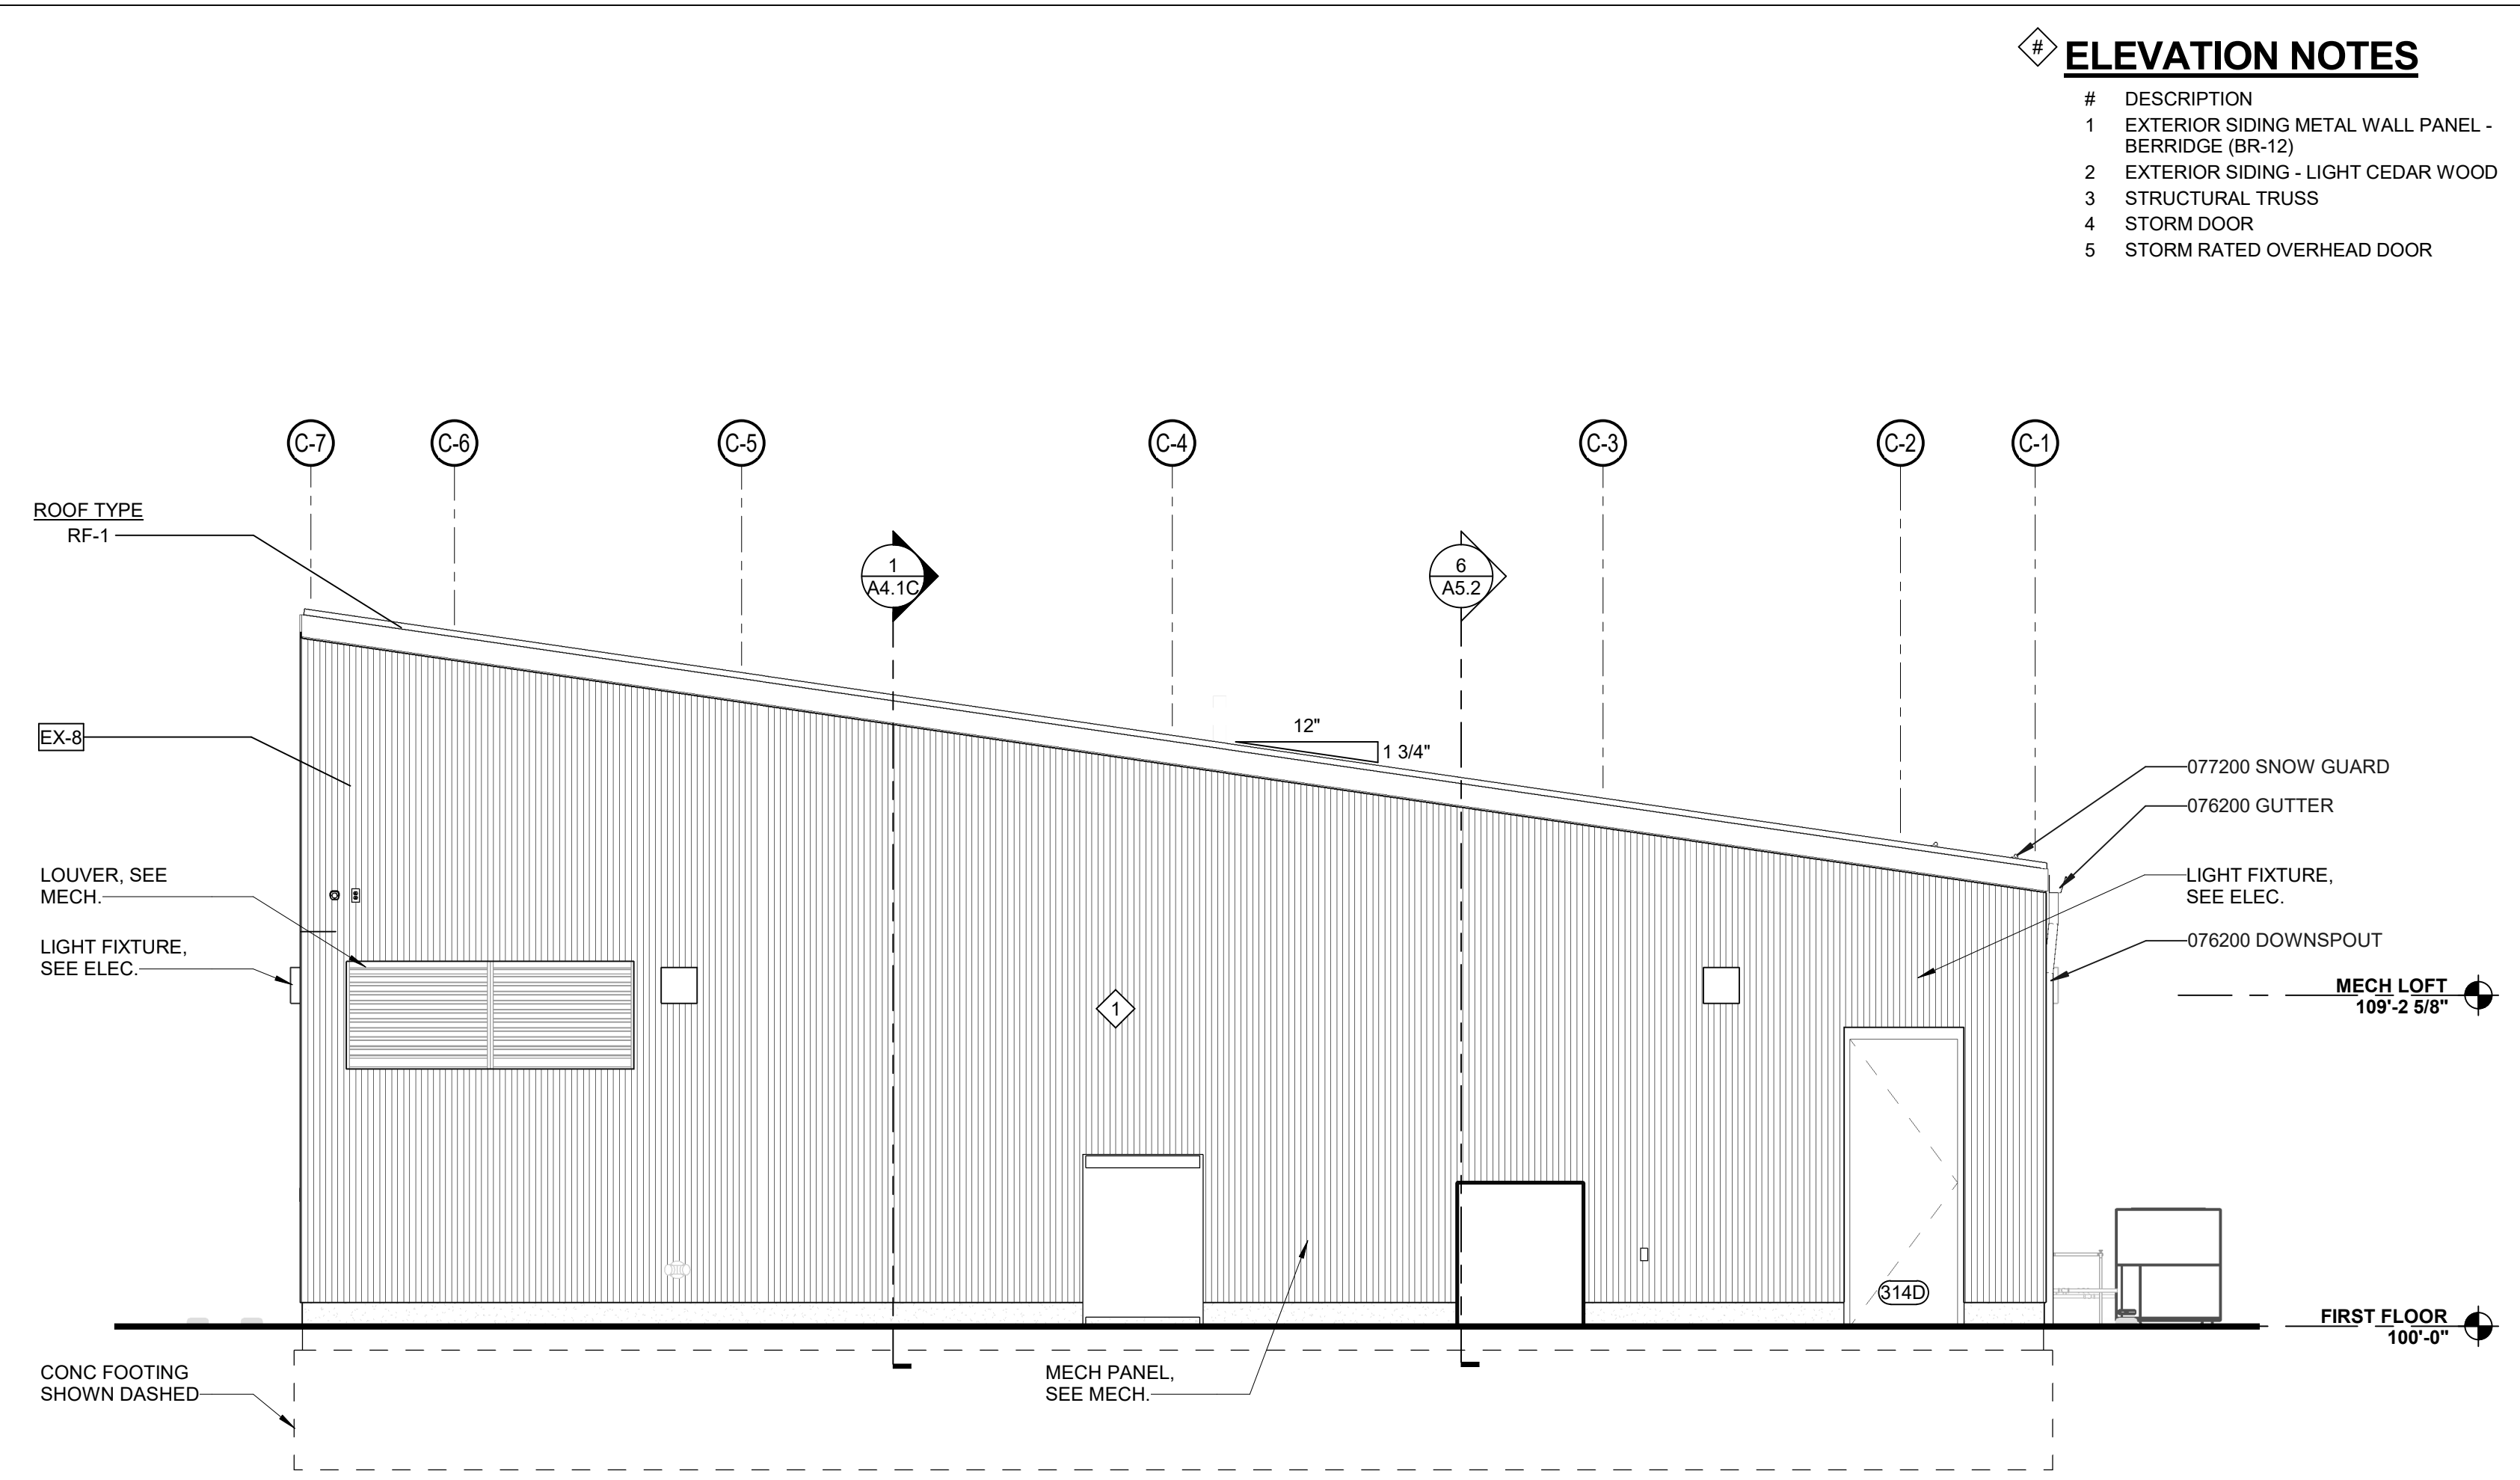 #
ELEVATION NOTES
# DESCRIPTION
1 EXTERIOR SIDING METAL WALL PANEL -
BERRIDGE (BR-12)
2 EXTERIOR SIDING - LIGHT CEDAR WOOD
3 STRUCTURAL TRUSS
4 STORM DOOR
5 STORM RATED OVERHEAD DOOR
C-7 C-6 C-5 C-4 C-3 C-2 C-1
ROOF TYPE
RF-1
1
A4.1C
6
A5.2
12"
1 3/4"
EX-8
077200 SNOW GUARD
076200 GUTTER
LOUVER, SEE
MECH.
LIGHT FIXTURE,
SEE ELEC.
LIGHT FIXTURE,
SEE ELEC.
076200 DOWNSPOUT
MECH LOFT
109'-2 5/8"
1
314D
FIRST FLOOR
100'-0"
CONC FOOTING
SHOWN DASHED
MECH PANEL,
SEE MECH.